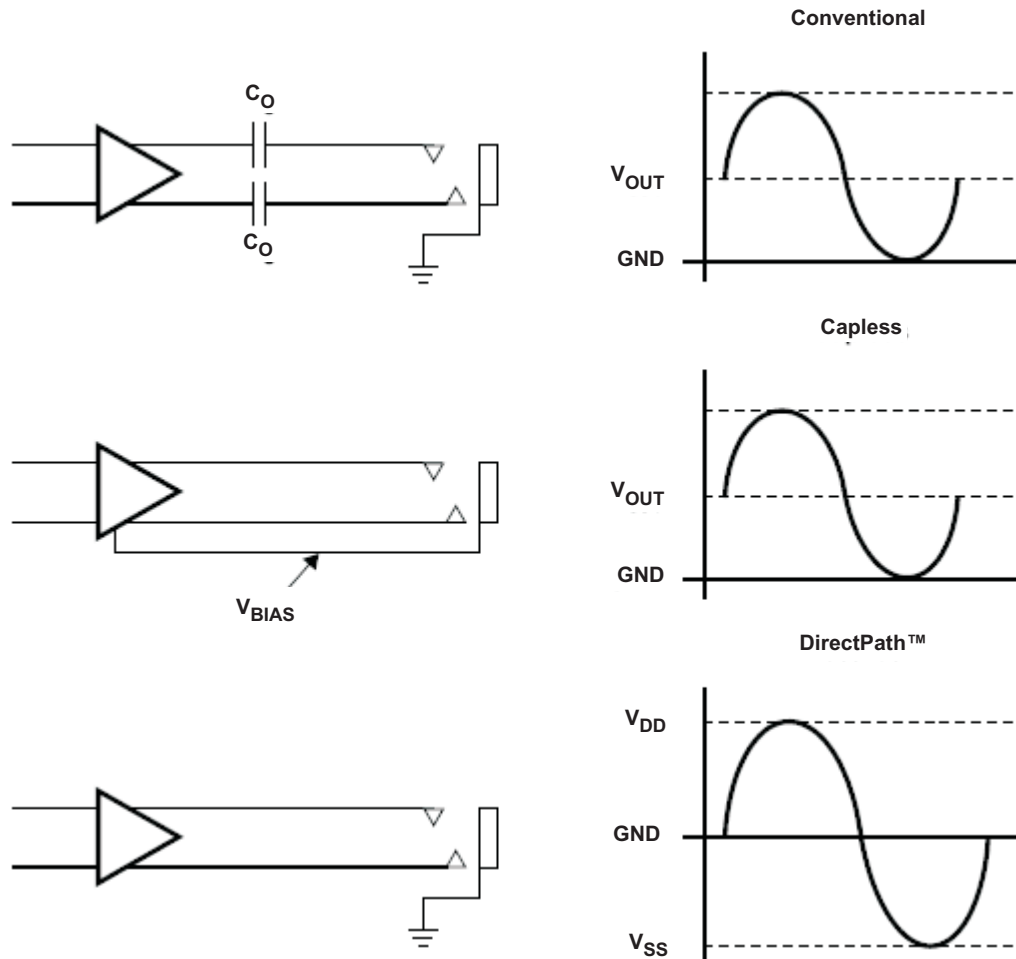 Conventional
CO
VOUT
CO
GND
Capless
VOUT
GND
VBIAS
DirectPath™
VDD
GND
VSS